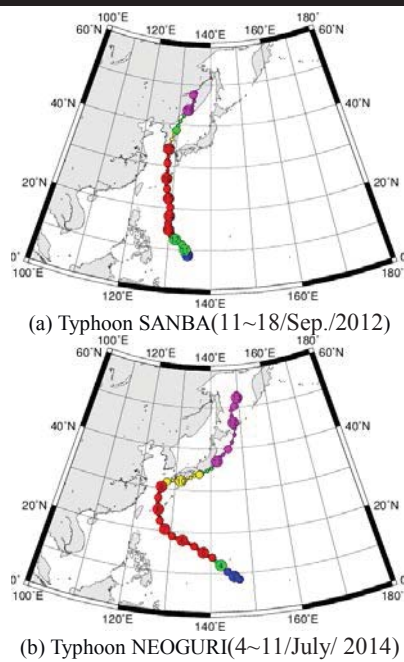 180˚
160˚
140˚
120˚
100˚
60˚N
60˚N
40˚N
40˚N
20˚N
20˚N
0˚
0˚
100˚E
180˚
120˚E
140˚E
160˚E
(a) Typhoon SANBA(11~18/Sep./2012)
180˚
160˚
140˚
120˚
100˚
60˚N
60˚N
40˚N
40˚N
20˚N
20˚N
0˚
0˚
100˚E
180˚
120˚E
140˚E
160˚E
(b) Typhoon NEOGURI(4~11/July/ 2014)